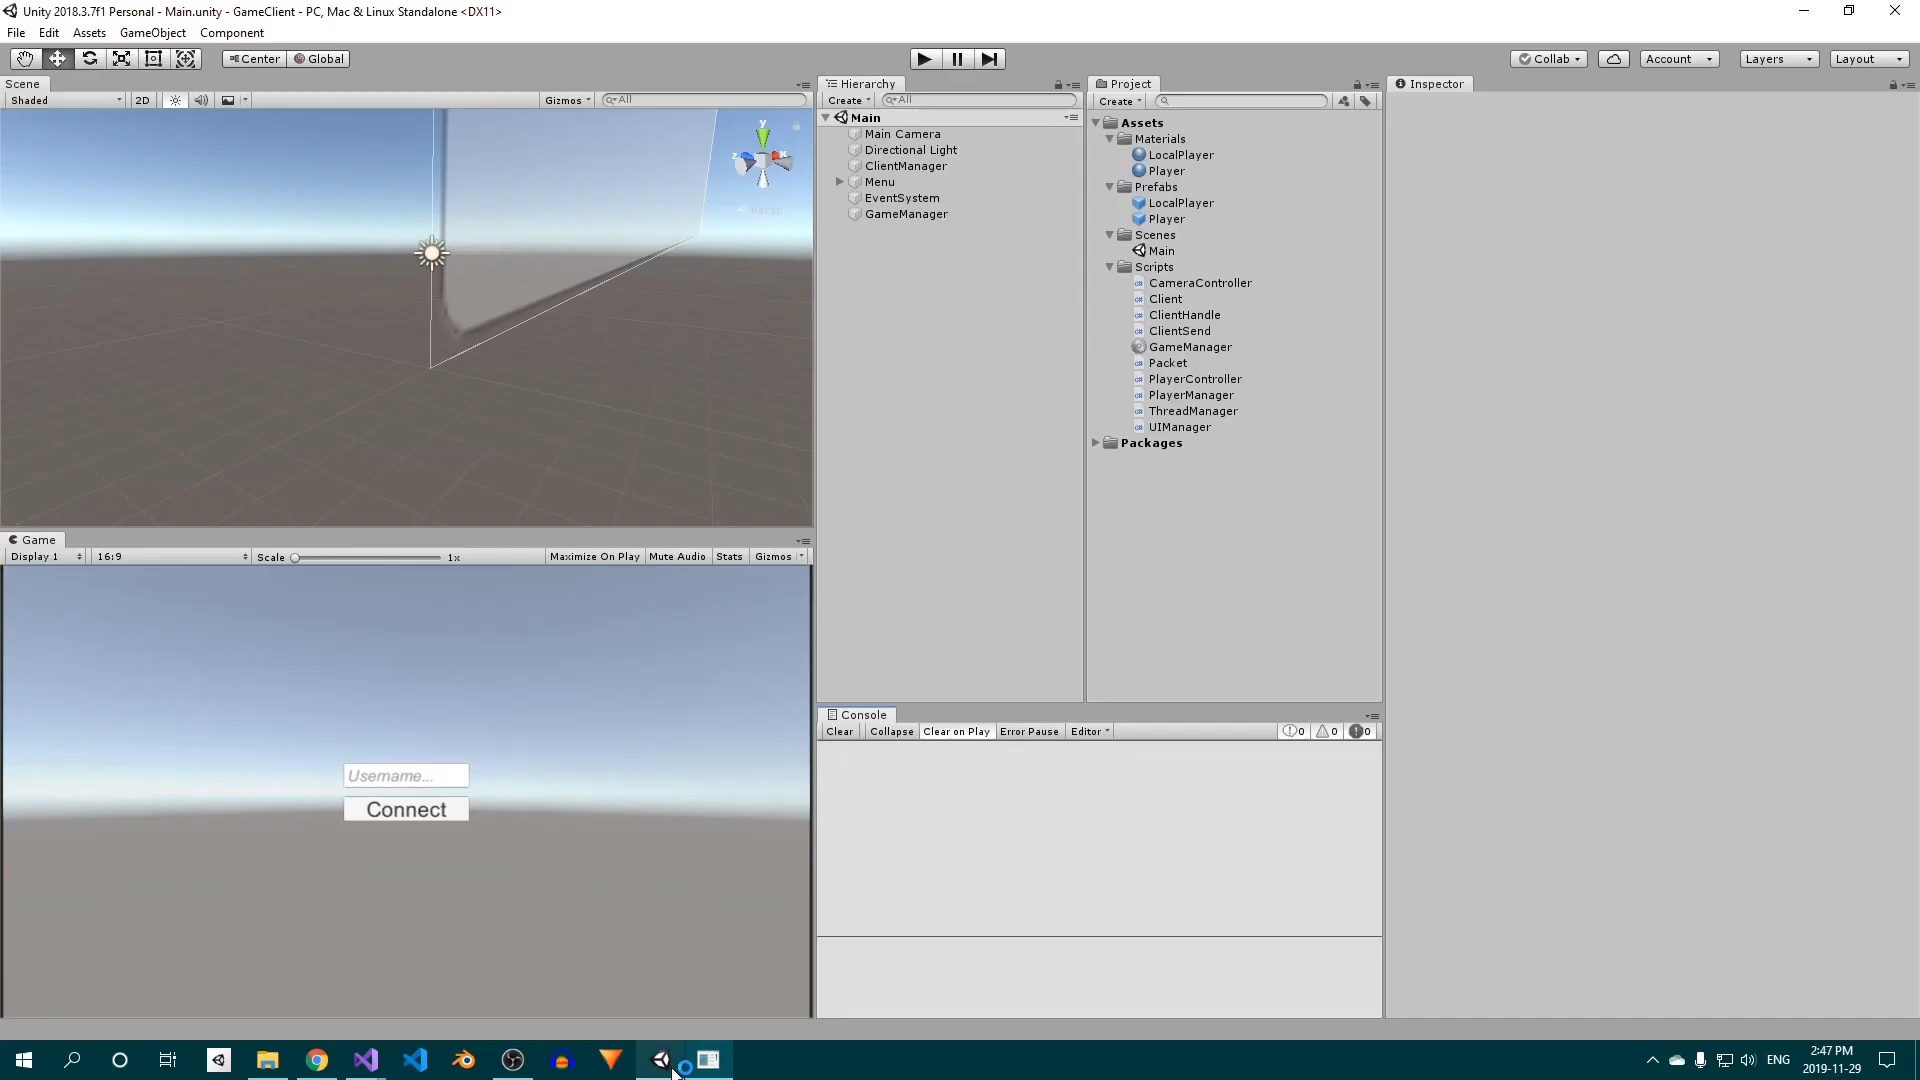 Unity 2018.3.7f1 Personal - Main.unity - GameClient - PC, Mac & Linux Standalone <DX11>
File Edit Assets GameObject Component
Center Global
Collab Account Layers Layout
Scene
Shaded 2D Gizmos All
y
z x
Persp
Hierarchy
Create All
Main
Main Camera
Directional Light
ClientManager
Menu
EventSystem
GameManager
Project
Create
Assets
Materials
LocalPlayer
Player
Prefabs
LocalPlayer
Player
Scenes
Main
Scripts
CameraController
Client
ClientHandle
ClientSend
GameManager
Packet
PlayerController
PlayerManager
ThreadManager
UIManager
Packages
Inspector
Game
Display 1 16:9 Scale 1x Maximize On Play Mute Audio Stats Gizmos
Username...
Connect
Console
Clear Collapse Clear on Play Error Pause Editor 0 0 0
ENG
2:47 PM
2019-11-29